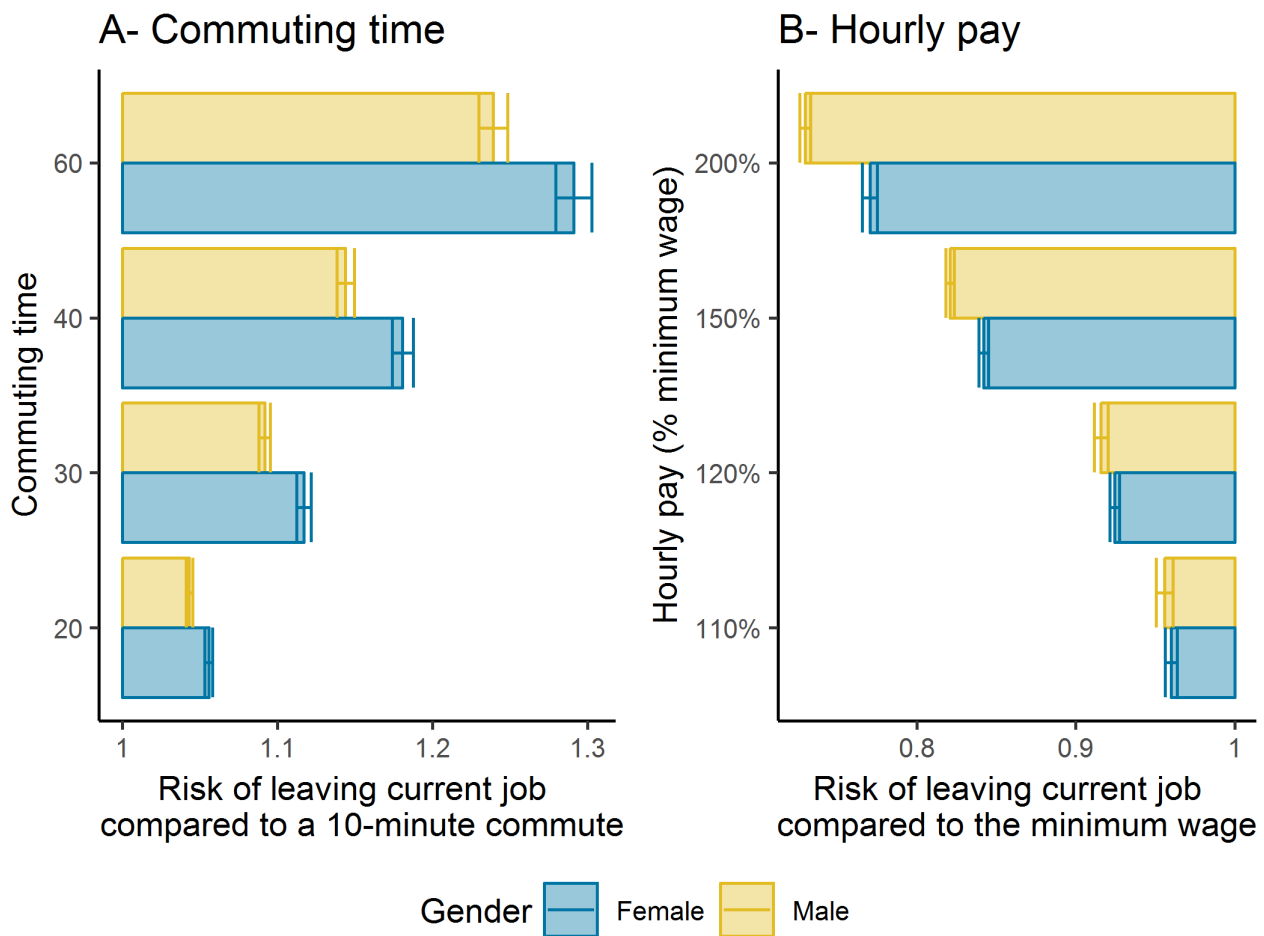 A- Commuting time
60
40
30
20
Commuting time
1 1.1 1.2 1.3
Risk of leaving current job
compared to a 10-minute commute
B- Hourly pay
200%
150%
120%
110%
Hourly pay (% minimum wage)
0.8 0.9 1
Risk of leaving current job
compared to the minimum wage
Gender Female Male